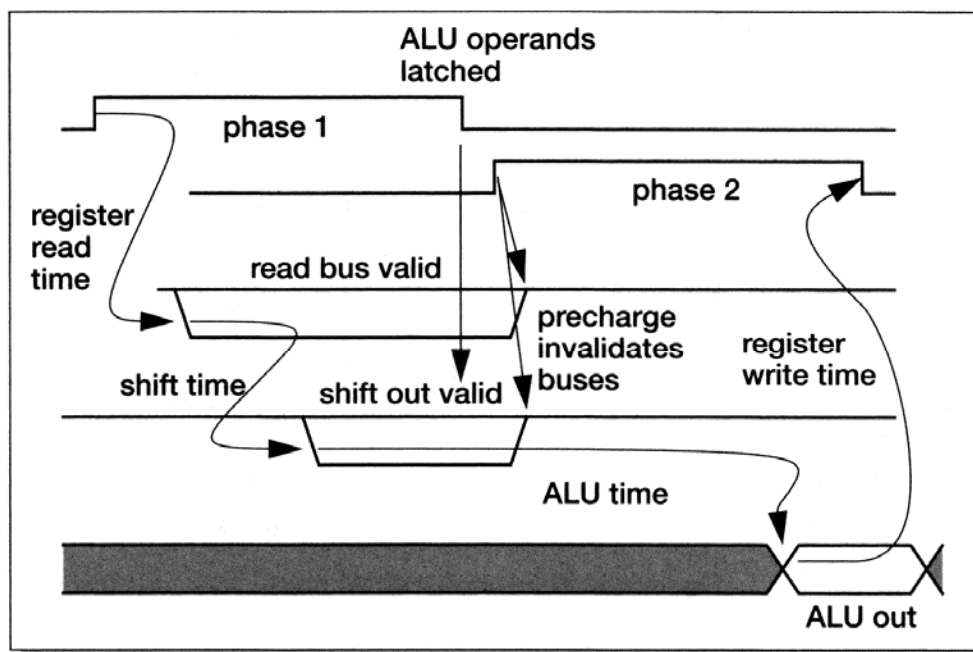 ALU operands
latched
phase 1
phase 2
register
read
time
read bus valid
precharge
invalidates
buses
register
write time
shift time
shift out valid
ALU time
ALU out